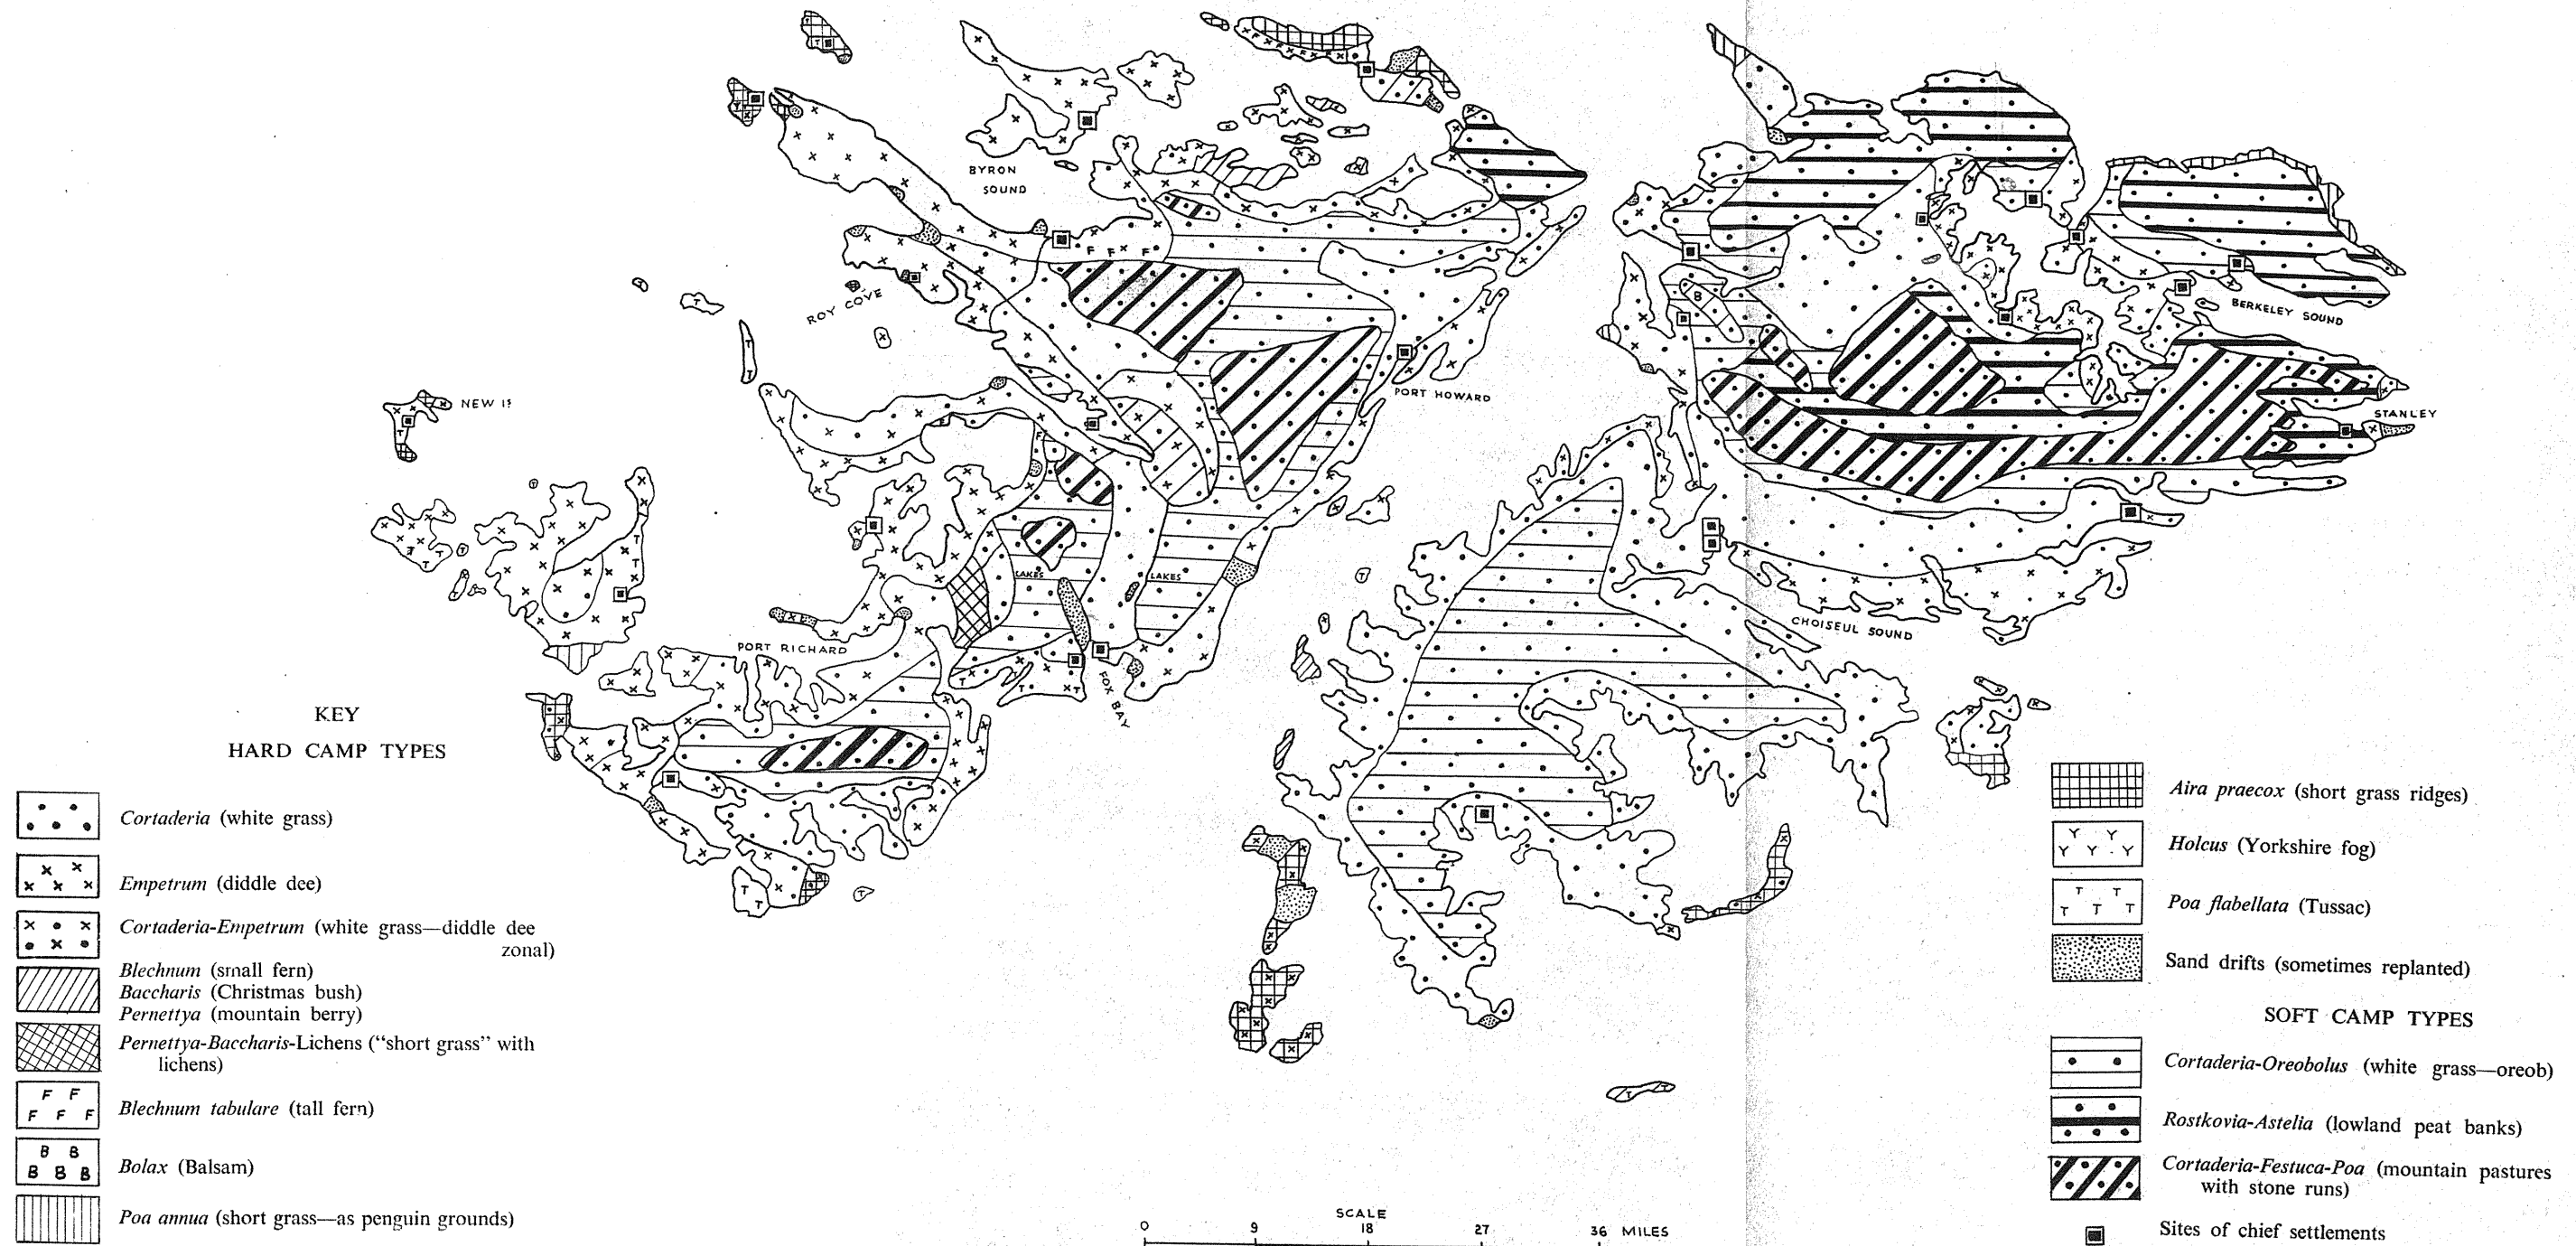 BYRON
SOUND
ROY COVE
NEW Is
PORT HOWARD
BERKELEY SOUND
STANLEY
LAKES
LAKES
CHOISEUL SOUND
PORT RICHARD
FOX BAY
B
F F F
F
T
KEY
HARD CAMP TYPES
Cortaderia (white grass)
Empetrum (diddle dee)
Cortaderia-Empetrum (white grass—diddle dee
zonal)
Blechnum (small fern)
Baccharis (Christmas bush)
Pernettya (mountain berry)
Pernettya-Baccharis-Lichens ("short grass" with
lichens)
F F
F F F
Blechnum tabulare (tall fern)
B B
B B B
Bolax (Balsam)
Poa annua (short grass—as penguin grounds)
Aira praecox (short grass ridges)
Y Y
Y Y Y
Holcus (Yorkshire fog)
T T
T T T
Poa flabellata (Tussac)
Sand drifts (sometimes replanted)
SOFT CAMP TYPES
Cortaderia-Oreobolus (white grass—oreob)
Rostkovia-Astelia (lowland peat banks)
Cortaderia-Festuca-Poa (mountain pastures
with stone runs)
Sites of chief settlements
SCALE
0 9 18 27 36 MILES